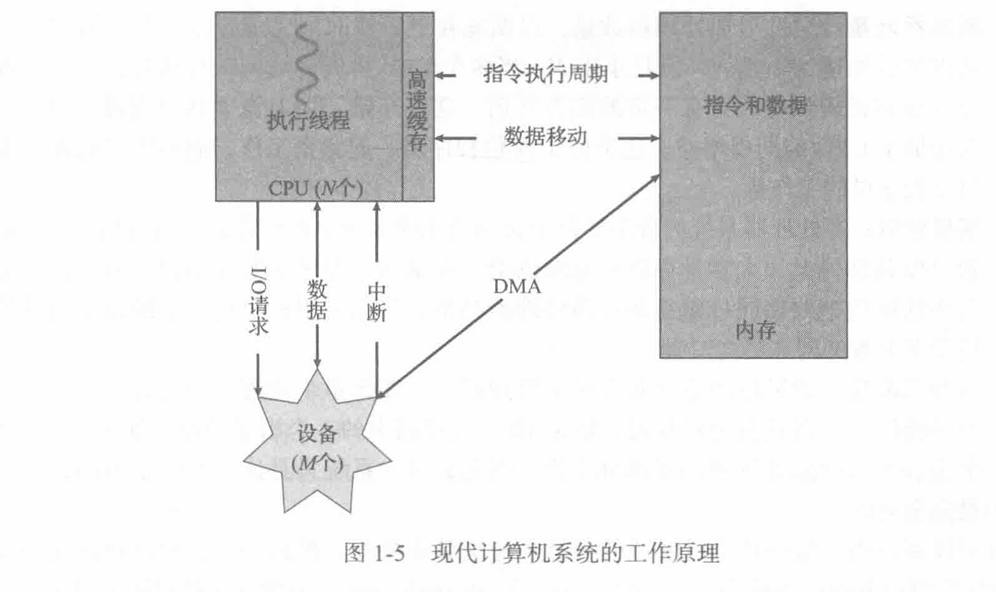 执行线程
高速缓存
CPU (N个)
指令执行周期
数据移动
指令和数据
内存
I/O请求
数据
中断
DMA
设备
(M个)
图 1-5 现代计算机系统的工作原理